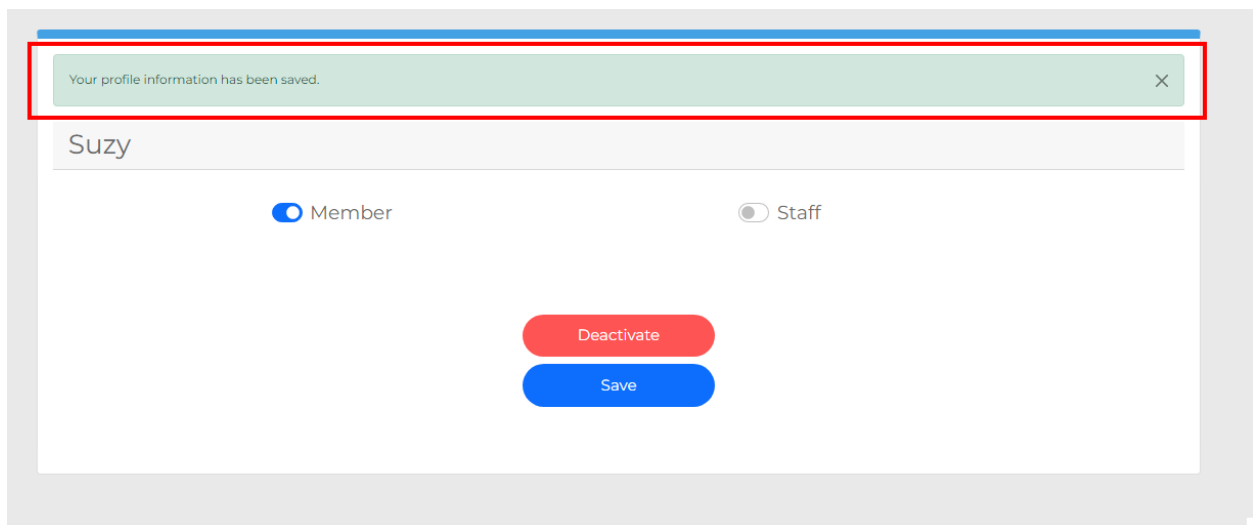 Your profile information has been saved.
Suzy
Member
Staff
Deactivate
Save